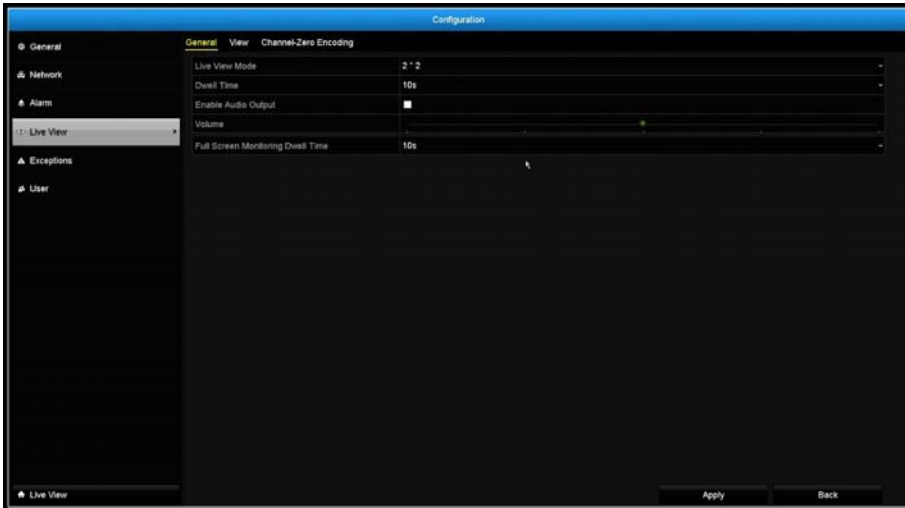 Configuration
General
Network
Alarm
Live View
Exceptions
User
General View Channel-Zero Encoding
Live View Mode 2 * 2
Dwell Time 10s
Enable Audio Output
Volume
Full Screen Monitoring Dwell Time 10s
Live View
Apply Back